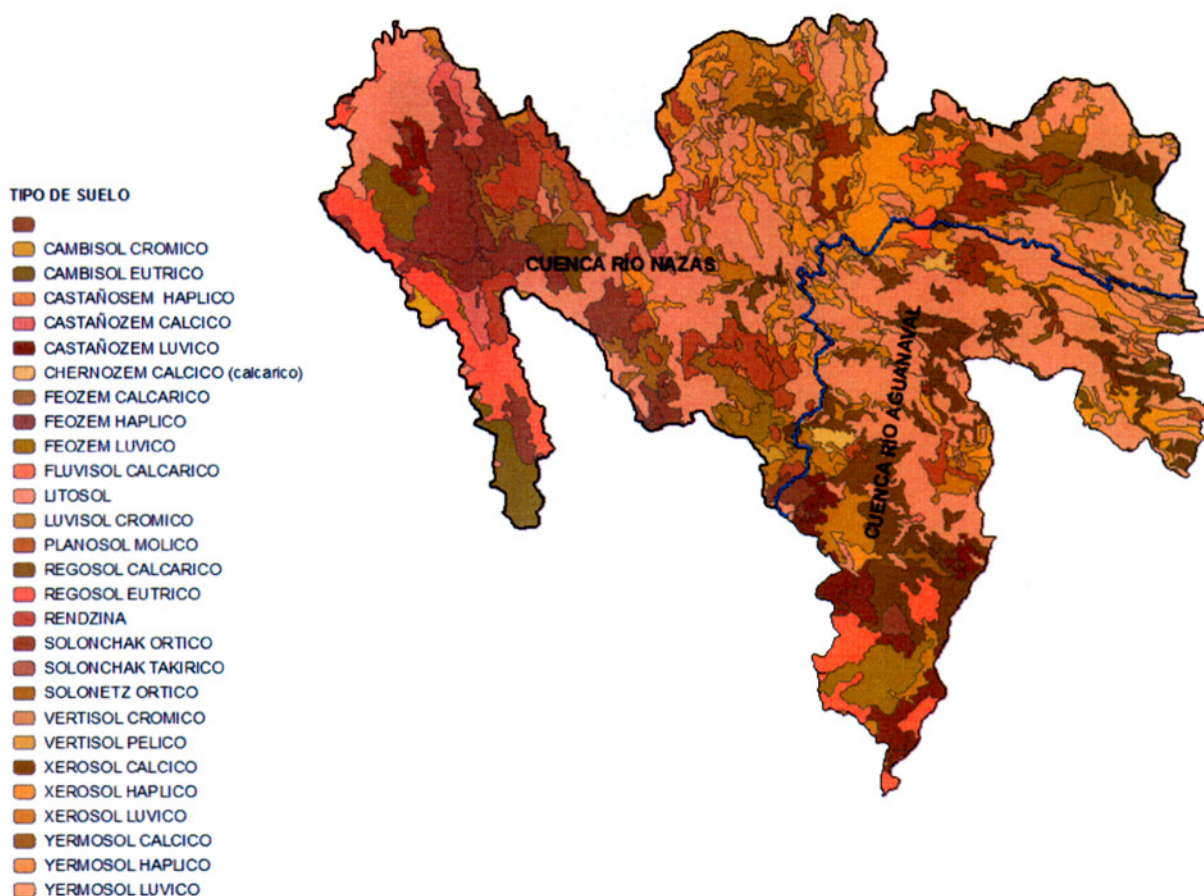 TIPO DE SUELO
CAMBISOL CROMICO
CAMBISOL EUTRICO
CASTAÑOSEM HAPLICO
CASTAÑOZEM CALCICO
CASTAÑOZEM LUVICO
CHERNOZEM CALCICO (calcarico)
FEOZEM CALCARICO
FEOZEM HAPLICO
FEOZEM LUVICO
FLUVISOL CALCARICO
LITOSOL
LUVISOL CROMICO
PLANOSOL MOLICO
REGOSOL CALCARICO
REGOSOL EUTRICO
RENDZINA
SOLONCHAK ORTICO
SOLONCHAK TAKIRICO
SOLONETZ ORTICO
VERTISOL CROMICO
VERTISOL PELICO
XEROSOL CALCICO
XEROSOL HAPLICO
XEROSOL LUVICO
YERMOSOL CALCICO
YERMOSOL HAPLICO
YERMOSOL LUVICO
CUENCA RÍO NAZAS
CUENCA RÍO AGUANAVAL